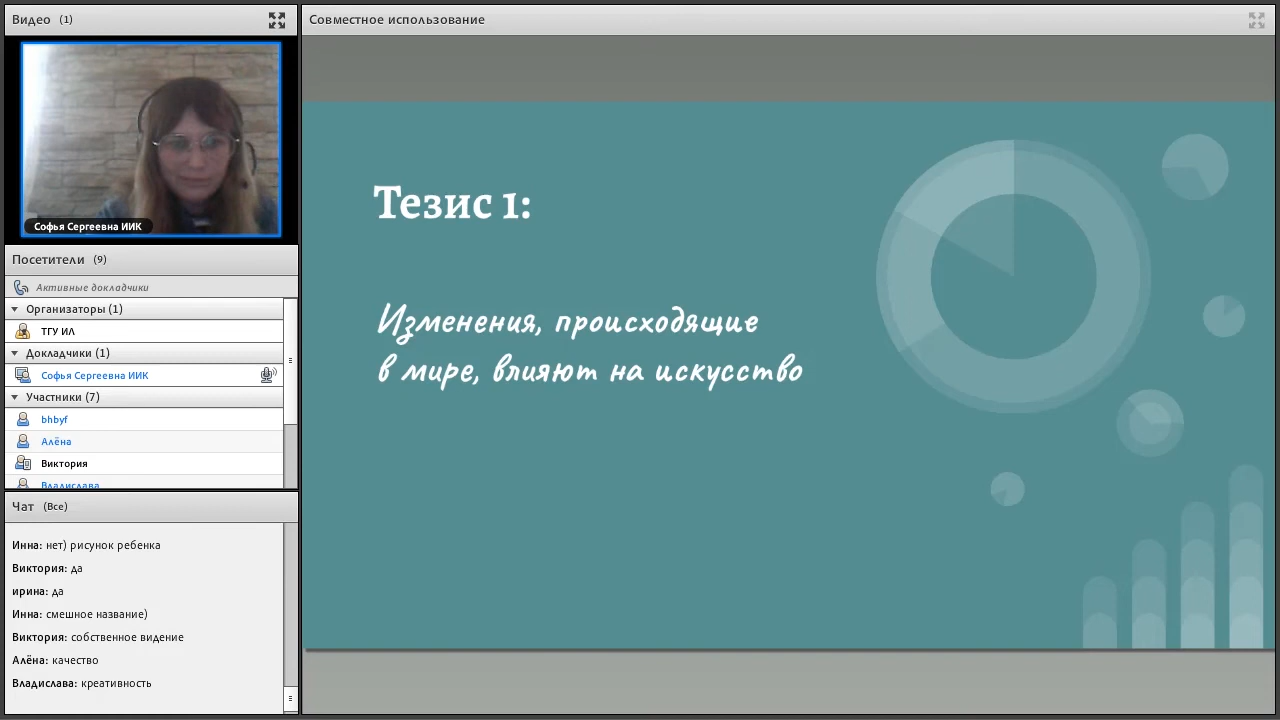 Видео (1)
Софья Сергеевна ИИК
Посетители (9)
Активные докладчики
Организаторы (1)
ТГУ ИЛ
Докладчики (1)
Софья Сергеевна ИИК
Участники (7)
bhbyf
Алёна
Виктория
Владислава
Чат (Все)
Инна: нет) рисунок ребенка
Виктория: да
ирина: да
Инна: смешное название)
Виктория: собственное видение
Алёна: качество
Владислава: креативность
Совместное использование
Тезис 1:
Изменения, происходящие
в мире, влияют на искусство